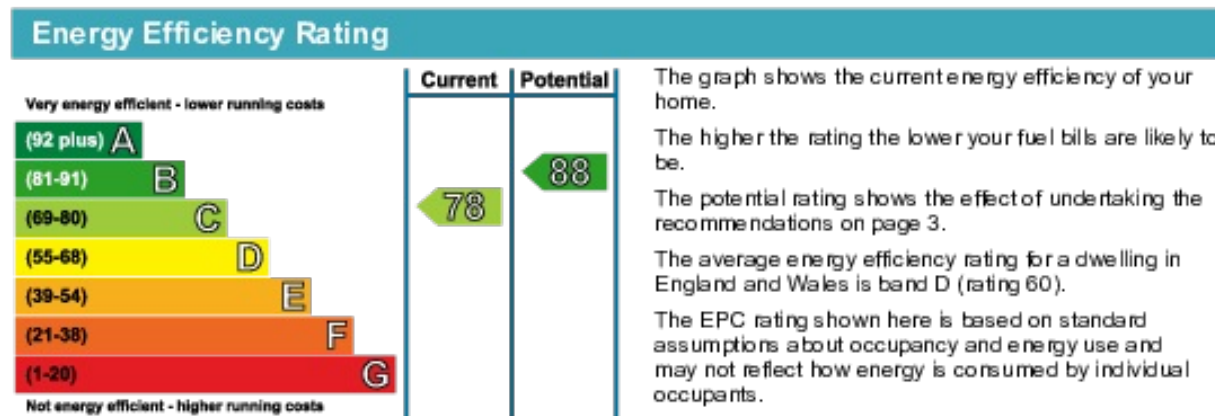 Energy Efficiency Rating
Current Potential
Very energy efficient - lower running costs
(92 plus) A
(81-91) B
(69-80) C
(55-68) D
(39-54) E
(21-38) F
(1-20) G
Not energy efficient - higher running costs
78
88
The graph shows the current energy efficiency of your
home.
The higher the rating the lower your fuel bills are likely to
be.
The potential rating shows the effect of undertaking the
recommendations on page 3.
The average energy efficiency rating for a dwelling in
England and Wales is band D (rating 60).
The EPC rating shown here is based on standard
assumptions about occupancy and energy use and
may not reflect how energy is consumed by individual
occupants.